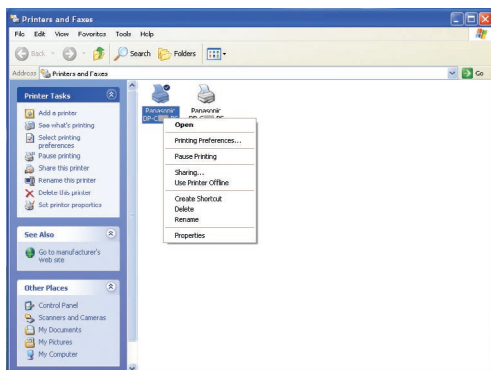 Printers and Faxes
File Edit View Favorites Tools Help
Back Search Folders
Address Printers and Faxes Go
Printer Tasks
Add a printer
See what's printing
Select printing
preferences
Pause printing
Share this printer
Rename this printer
Delete this printer
Set printer properties
See Also
Go to manufacturer's
Web site
Other Places
Control Panel
Scanners and Cameras
My Documents
My Pictures
My Computer
Panasonic
Panasonic
Open
Printing Preferences...
Pause Printing
Sharing...
Use Printer Offline
Create Shortcut
Delete
Rename
Properties